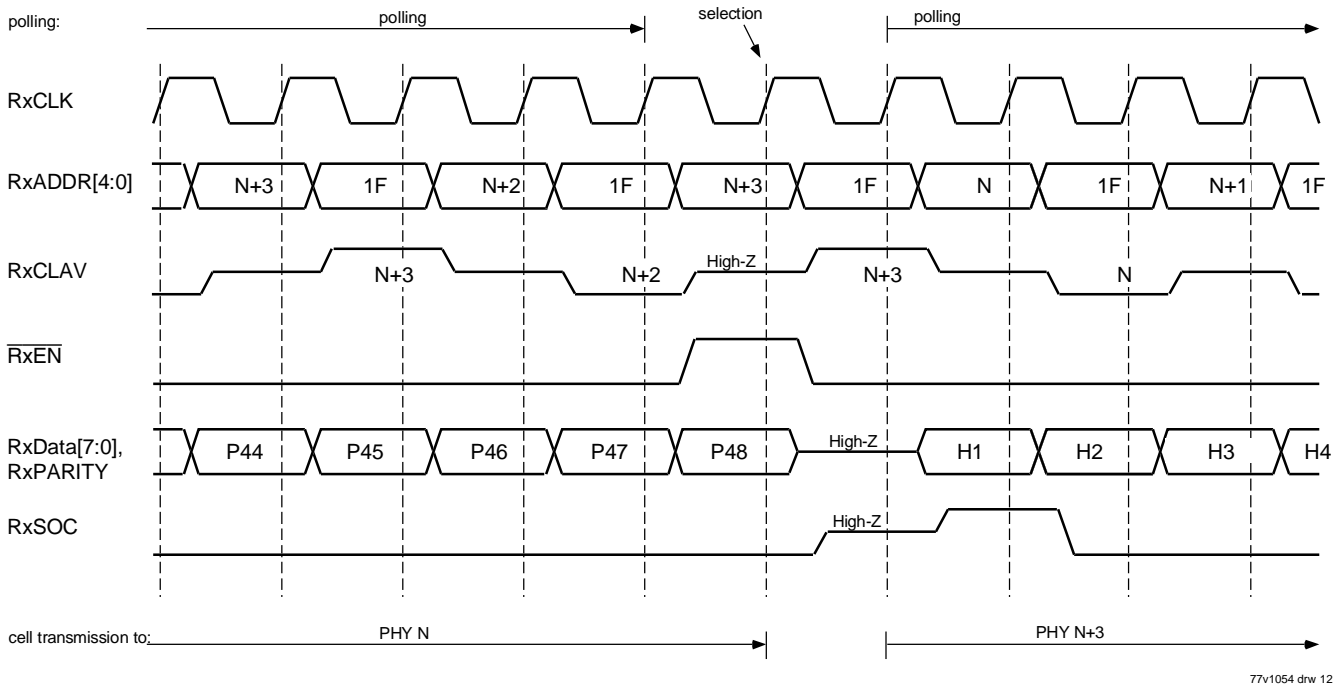 polling:
polling
selection
polling
RxCLK
RxADDR[4:0]
N+3
1F
N+2
1F
N+3
1F
N
1F
N+1
1F
RxCLAV
N+3
N+2
High-Z
N+3
N
RxEN
RxData[7:0],
RxPARITY
P44
P45
P46
P47
P48
High-Z
H1
H2
H3
H4
RxSOC
High-Z
cell transmission to:
PHY N
PHY N+3
77v1054 drw 12